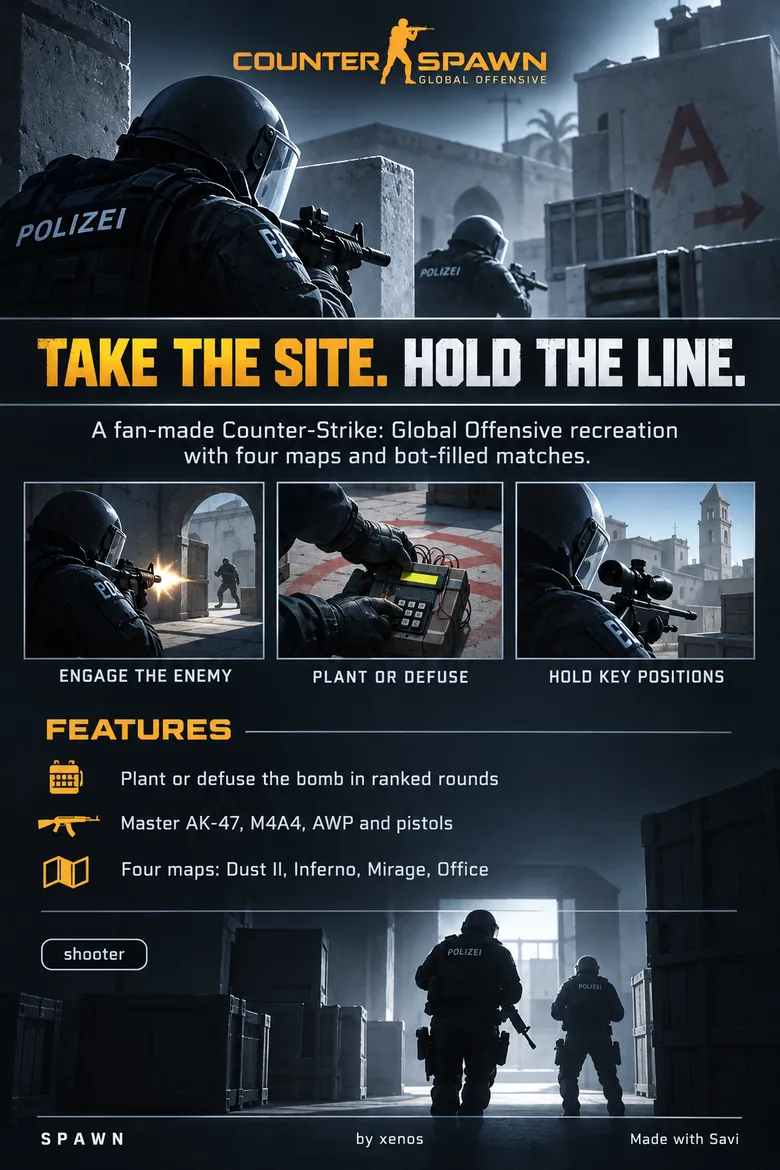 COUNTER SPAWN
GLOBAL OFFENSIVE
A
POLIZEI
POLIZEI
TAKE THE SITE. HOLD THE LINE.
A fan-made Counter-Strike: Global Offensive recreation
with four maps and bot-filled matches.
ENGAGE THE ENEMY
PLANT OR DEFUSE
HOLD KEY POSITIONS
FEATURES
Plant or defuse the bomb in ranked rounds
Master AK-47, M4A4, AWP and pistols
Four maps: Dust II, Inferno, Mirage, Office
shooter
POLIZEI
POLIZEI
SPAWN
by xenos
Made with Savi